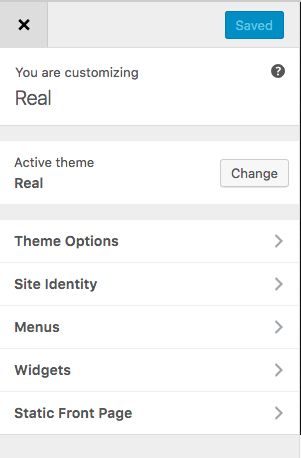 Saved
You are customizing
Real
Active theme
Real
Change
Theme Options
Site Identity
Menus
Widgets
Static Front Page